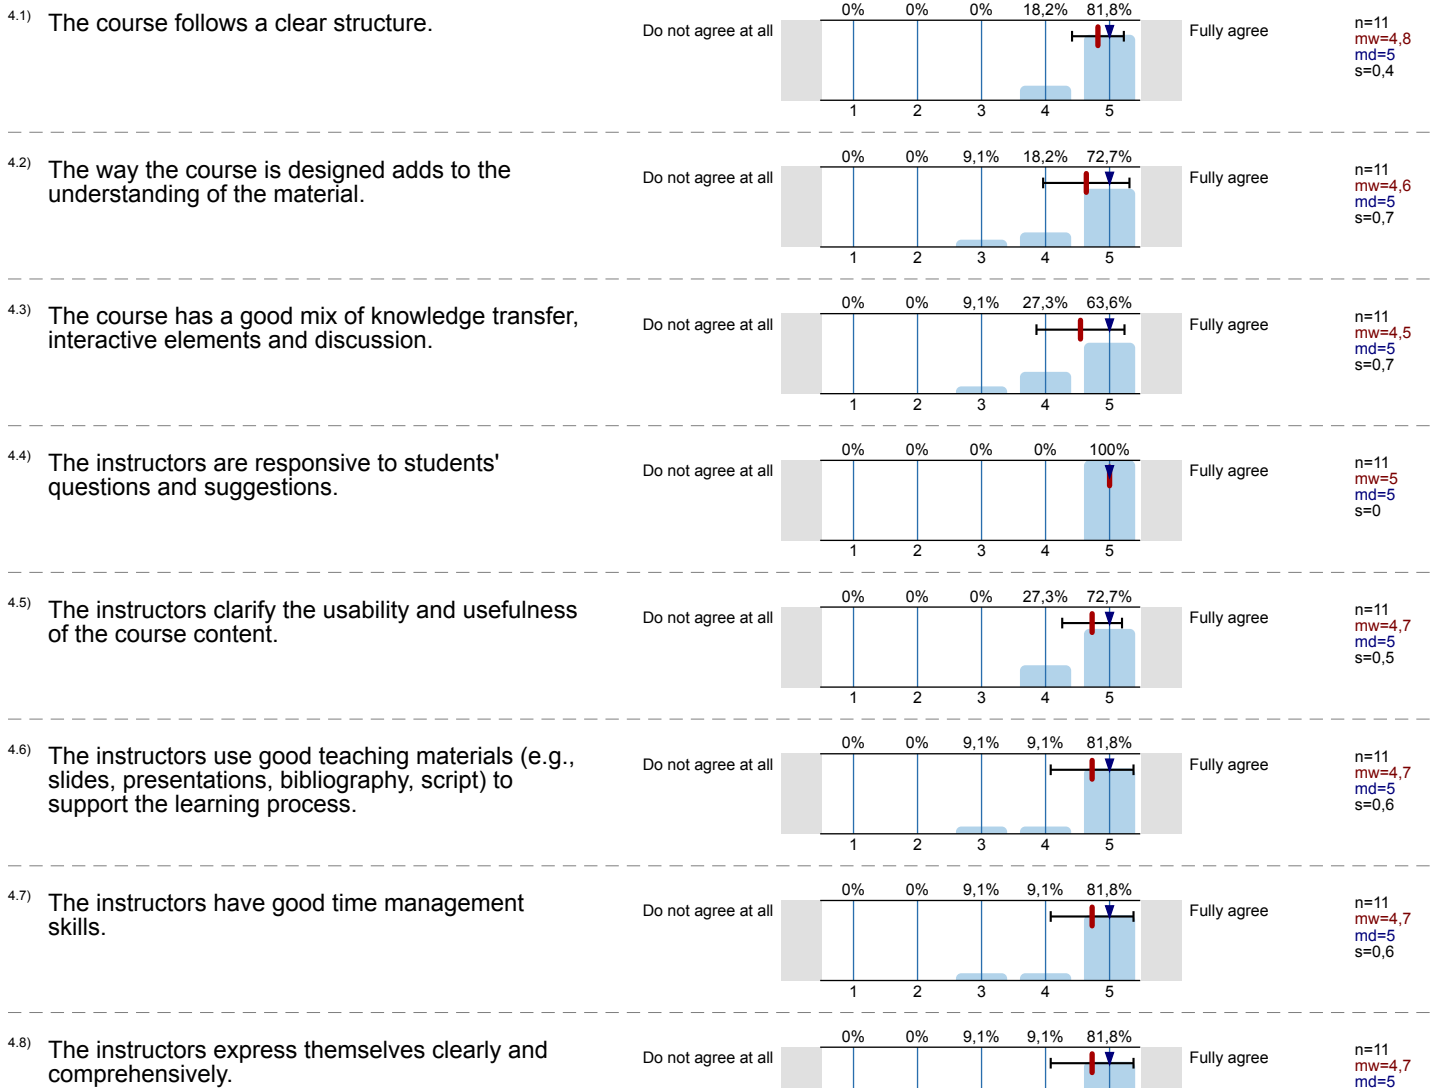 4.1) The course follows a clear structure.
Do not agree at all
0% 0% 0% 18,2% 81,8%
1 2 3 4 5
Fully agree
n=11
mw=4,8
md=5
s=0,4
4.2) The way the course is designed adds to the
understanding of the material.
Do not agree at all
0% 0% 9,1% 18,2% 72,7%
1 2 3 4 5
Fully agree
n=11
mw=4,6
md=5
s=0,7
4.3) The course has a good mix of knowledge transfer,
interactive elements and discussion.
Do not agree at all
0% 0% 9,1% 27,3% 63,6%
1 2 3 4 5
Fully agree
n=11
mw=4,5
md=5
s=0,7
4.4) The instructors are responsive to students'
questions and suggestions.
Do not agree at all
0% 0% 0% 0% 100%
1 2 3 4 5
Fully agree
n=11
mw=5
md=5
s=0
4.5) The instructors clarify the usability and usefulness
of the course content.
Do not agree at all
0% 0% 0% 27,3% 72,7%
1 2 3 4 5
Fully agree
n=11
mw=4,7
md=5
s=0,5
4.6) The instructors use good teaching materials (e.g.,
slides, presentations, bibliography, script) to
support the learning process.
Do not agree at all
0% 0% 9,1% 9,1% 81,8%
1 2 3 4 5
Fully agree
n=11
mw=4,7
md=5
s=0,6
4.7) The instructors have good time management
skills.
Do not agree at all
0% 0% 9,1% 9,1% 81,8%
1 2 3 4 5
Fully agree
n=11
mw=4,7
md=5
s=0,6
4.8) The instructors express themselves clearly and
comprehensively.
Do not agree at all
0% 0% 9,1% 9,1% 81,8%
Fully agree
n=11
mw=4,7
md=5